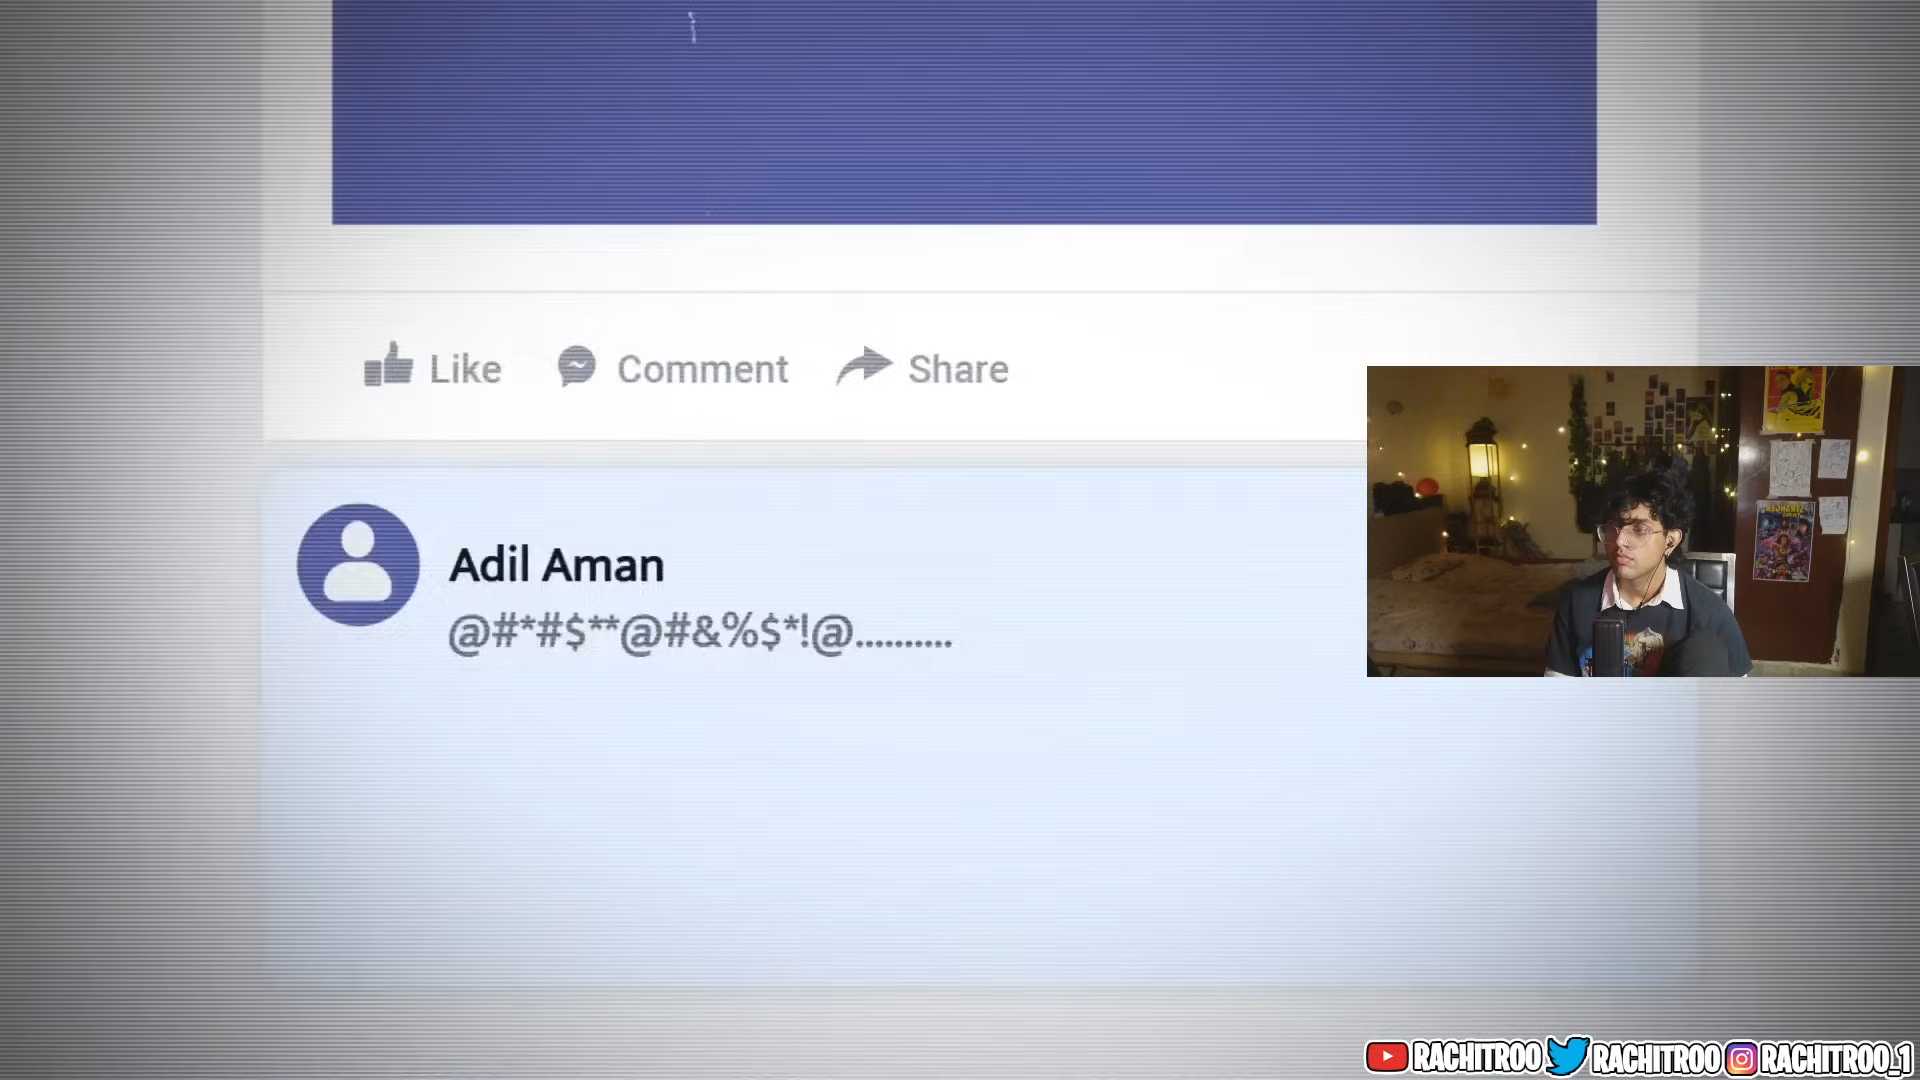 Like Comment Share
Adil Aman
@#*#$**@#&%$*!@..........
RACHITROO RACHITROO RACHITROO_1